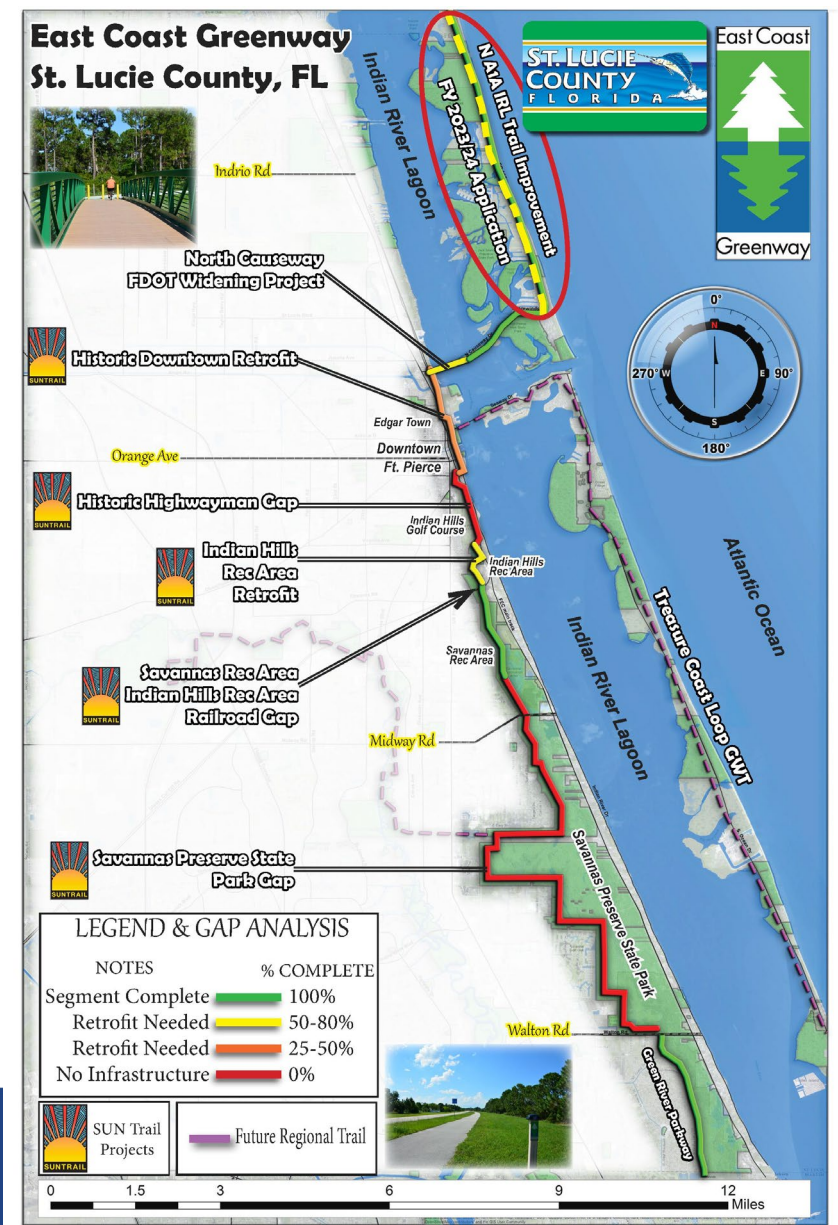 East Coast Greenway
St. Lucie County, FL
ST. LUCIE
COUNTY
FLORIDA
East Coast
Greenway
N A1A IRL Trail Improvement
FY 2023/24 Application
Indian River Lagoon
Indrio Rd
North Causeway
FDOT Widening Project
0°
N
90°
E
180°
S
270°
W
SUNTRAIL
Historic Downtown Retrofit
Edgar Town
Orange Ave
Downtown
Ft. Pierce
SUNTRAIL
Historic Highwayman Gap
Indian Hills
Golf Course
SUNTRAIL
Indian Hills
Rec Area
Retrofit
Indian Hills
Rec Area
Atlantic Ocean
Treasure Coast Loop GWT
Indian River Lagoon
Savannas
Rec Area
SUNTRAIL
Savannas Rec Area
Indian Hills Rec Area
Railroad Gap
Midway Rd
SUNTRAIL
Savannas Preserve State
Park Gap
Savannas Preserve State Park
Walton Rd
Green River Parkway
LEGEND & GAP ANALYSIS
NOTES
% COMPLETE
Segment Complete 100%
Retrofit Needed 50-80%
Retrofit Needed 25-50%
No Infrastructure 0%
SUNTRAIL
SUN Trail
Projects
Future Regional Trail
0 1.5 3 6 9 12
Miles